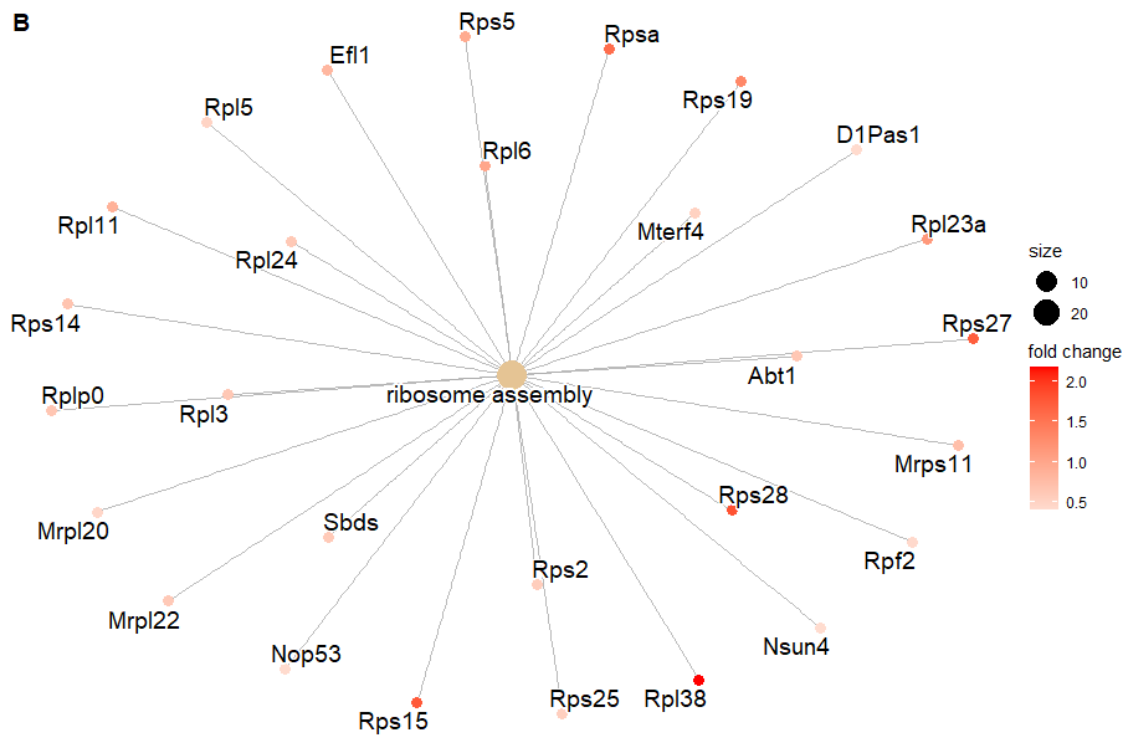 B
Rps5
Rpsa
Efl1
Rps19
Rpl5
D1Pas1
Rpl6
Rpl11
Mterf4
Rpl23a
Rpl24
size
10
20
Rps14
Rps27
fold change
Abt1
2.0
1.5
1.0
0.5
Rplp0
Rpl3
ribosome assembly
Mrps11
Rps28
Mrpl20
Sbds
Rpf2
Rps2
Mrpl22
Nsun4
Nop53
Rps15
Rps25
Rpl38